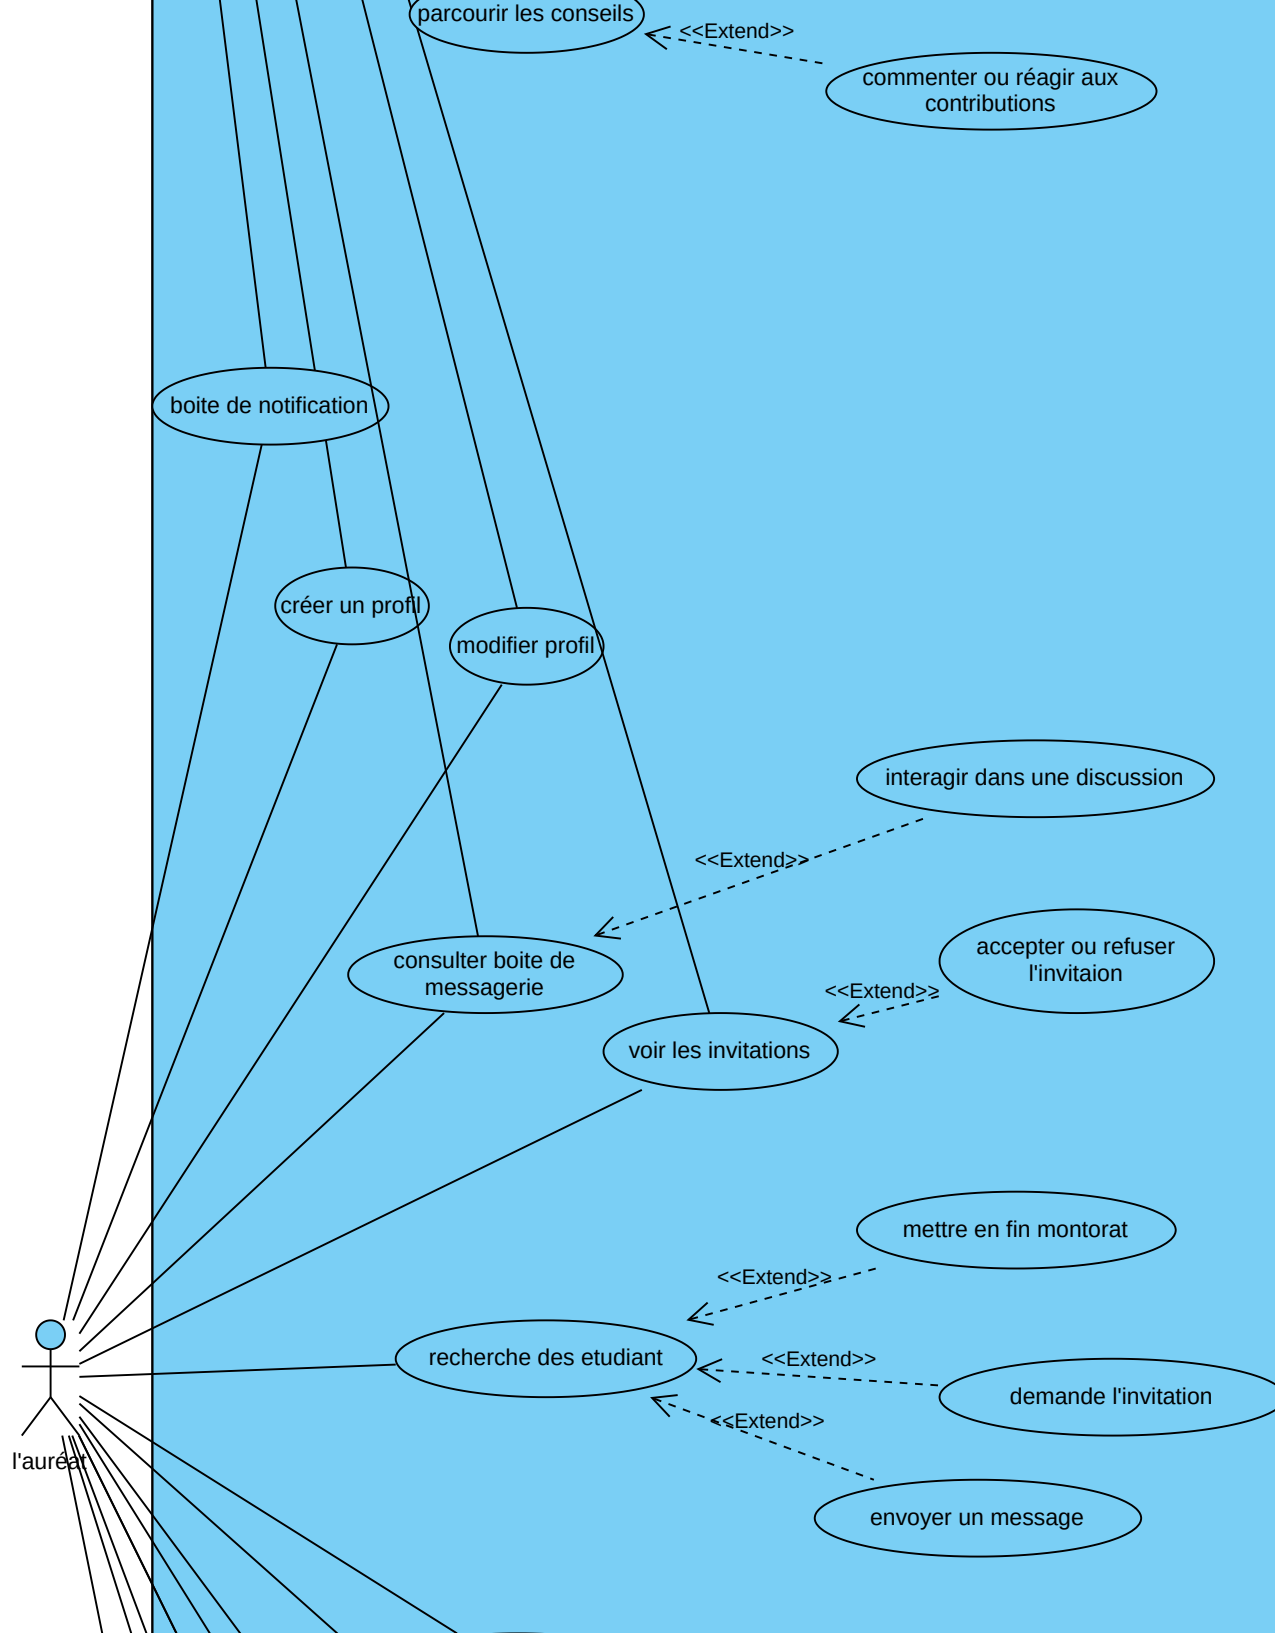 parcourir les conseils
<<Extend>>
commenter ou réagir aux
contributions
boite de notification
créer un profil
modifier profil
interagir dans une discussion
<<Extend>>
consulter boite de
messagerie
accepter ou refuser
l'invitaion
<<Extend>>
voir les invitations
mettre en fin montorat
<<Extend>>
recherche des etudiant
<<Extend>>
demande l'invitation
<<Extend>>
l'auréat
envoyer un message